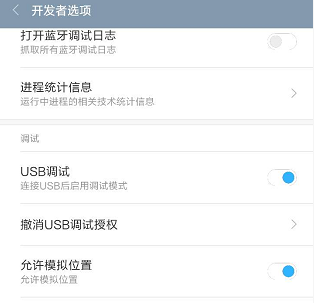 开发者选项
打开蓝牙调试日志
抓取所有蓝牙调试日志
进程统计信息
运行中进程的相关技术统计信息
调试
USB调试
连接USB后启用调试模式
撤消USB调试授权
允许模拟位置
允许模拟位置